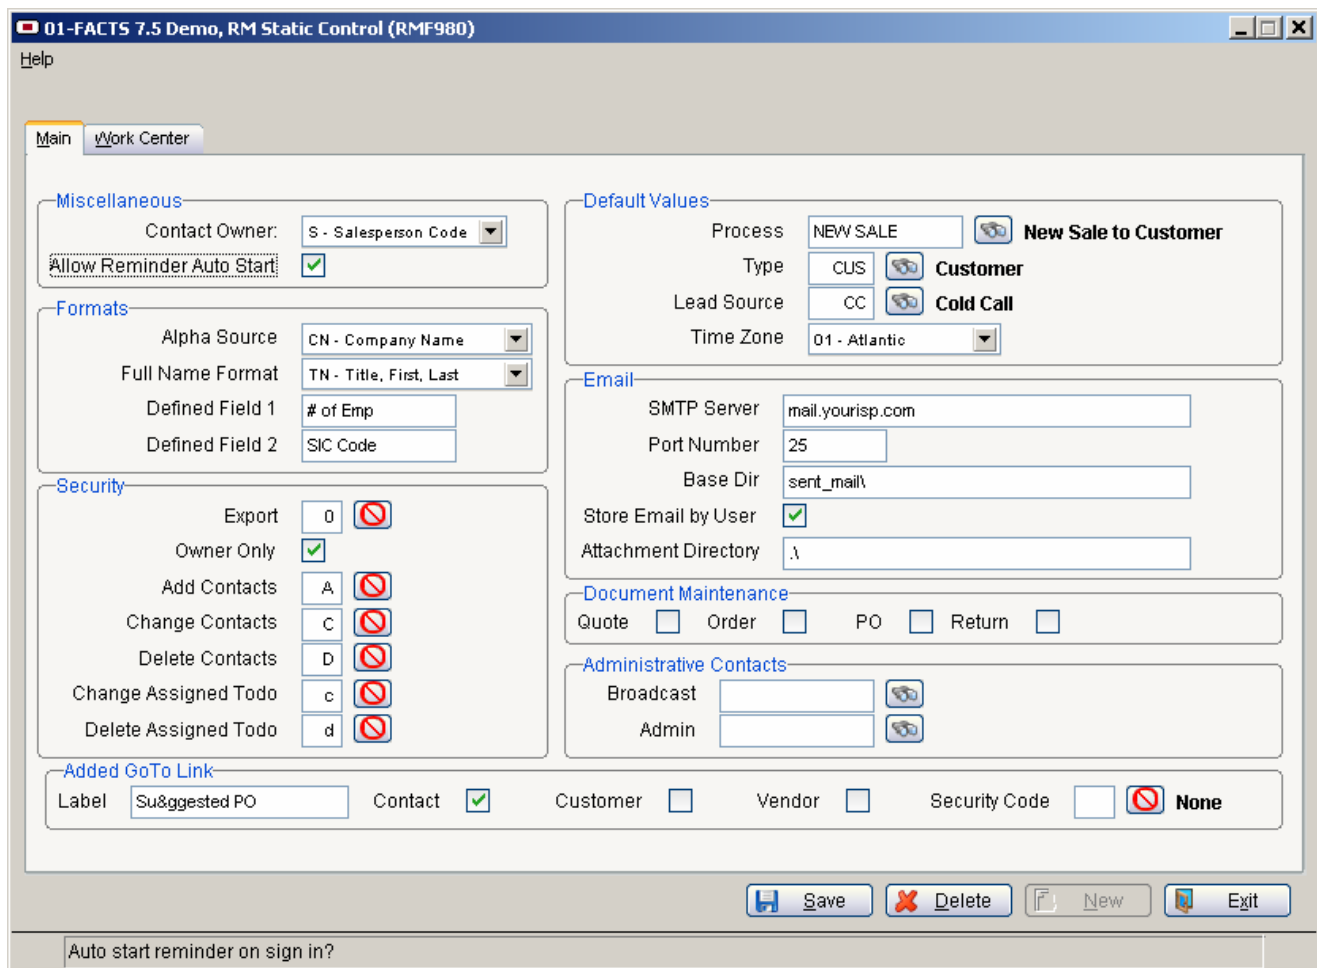 01-FACTS 7.5 Demo, RM Static Control (RMF980)
Help
Main
Work Center
Miscellaneous
Contact Owner: S - Salesperson Code
Allow Reminder Auto Start
Formats
Alpha Source CN - Company Name
Full Name Format TN - Title, First, Last
Defined Field 1 # of Emp
Defined Field 2 SIC Code
Security
Export 0
Owner Only
Add Contacts A
Change Contacts C
Delete Contacts D
Change Assigned Todo c
Delete Assigned Todo d
Default Values
Process NEW SALE New Sale to Customer
Type CUS Customer
Lead Source CC Cold Call
Time Zone 01 - Atlantic
Email
SMTP Server mail.yourisp.com
Port Number 25
Base Dir sent_mail\
Store Email by User
Attachment Directory .\
Document Maintenance
Quote Order PO Return
Administrative Contacts
Broadcast
Admin
Added GoTo Link
Label Su&ggested PO Contact Customer Vendor Security Code None
Save Delete New Exit
Auto start reminder on sign in?